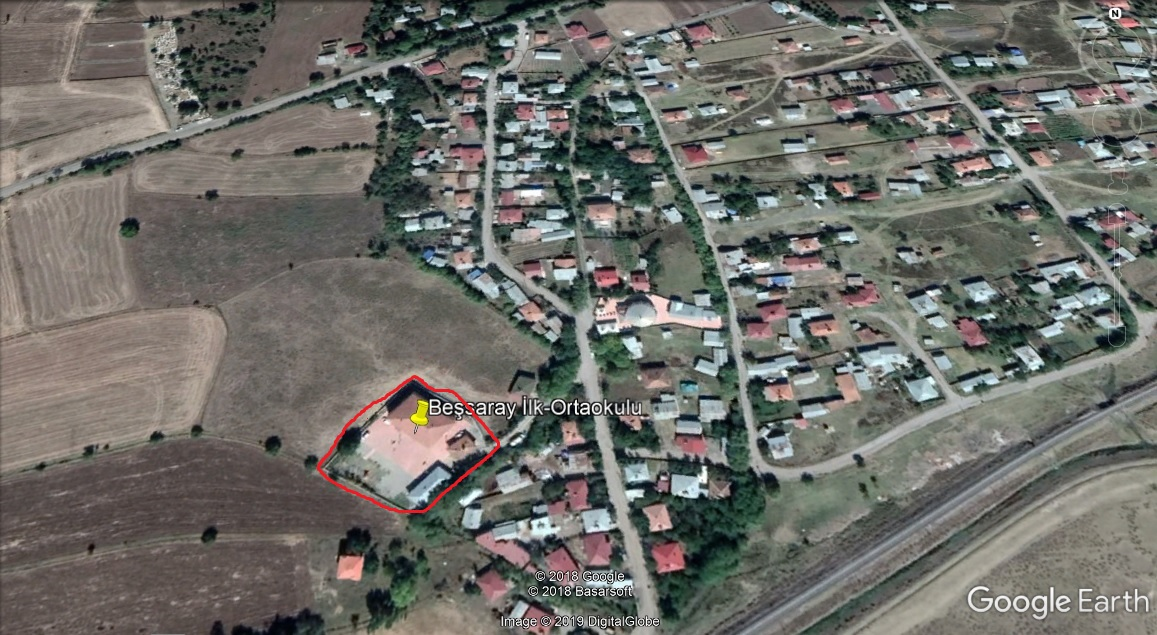 N
Beşsaray İlk-Ortaokulu
© 2018 Google
© 2018 Basarsoft
Image © 2019 DigitalGlobe
Google Earth